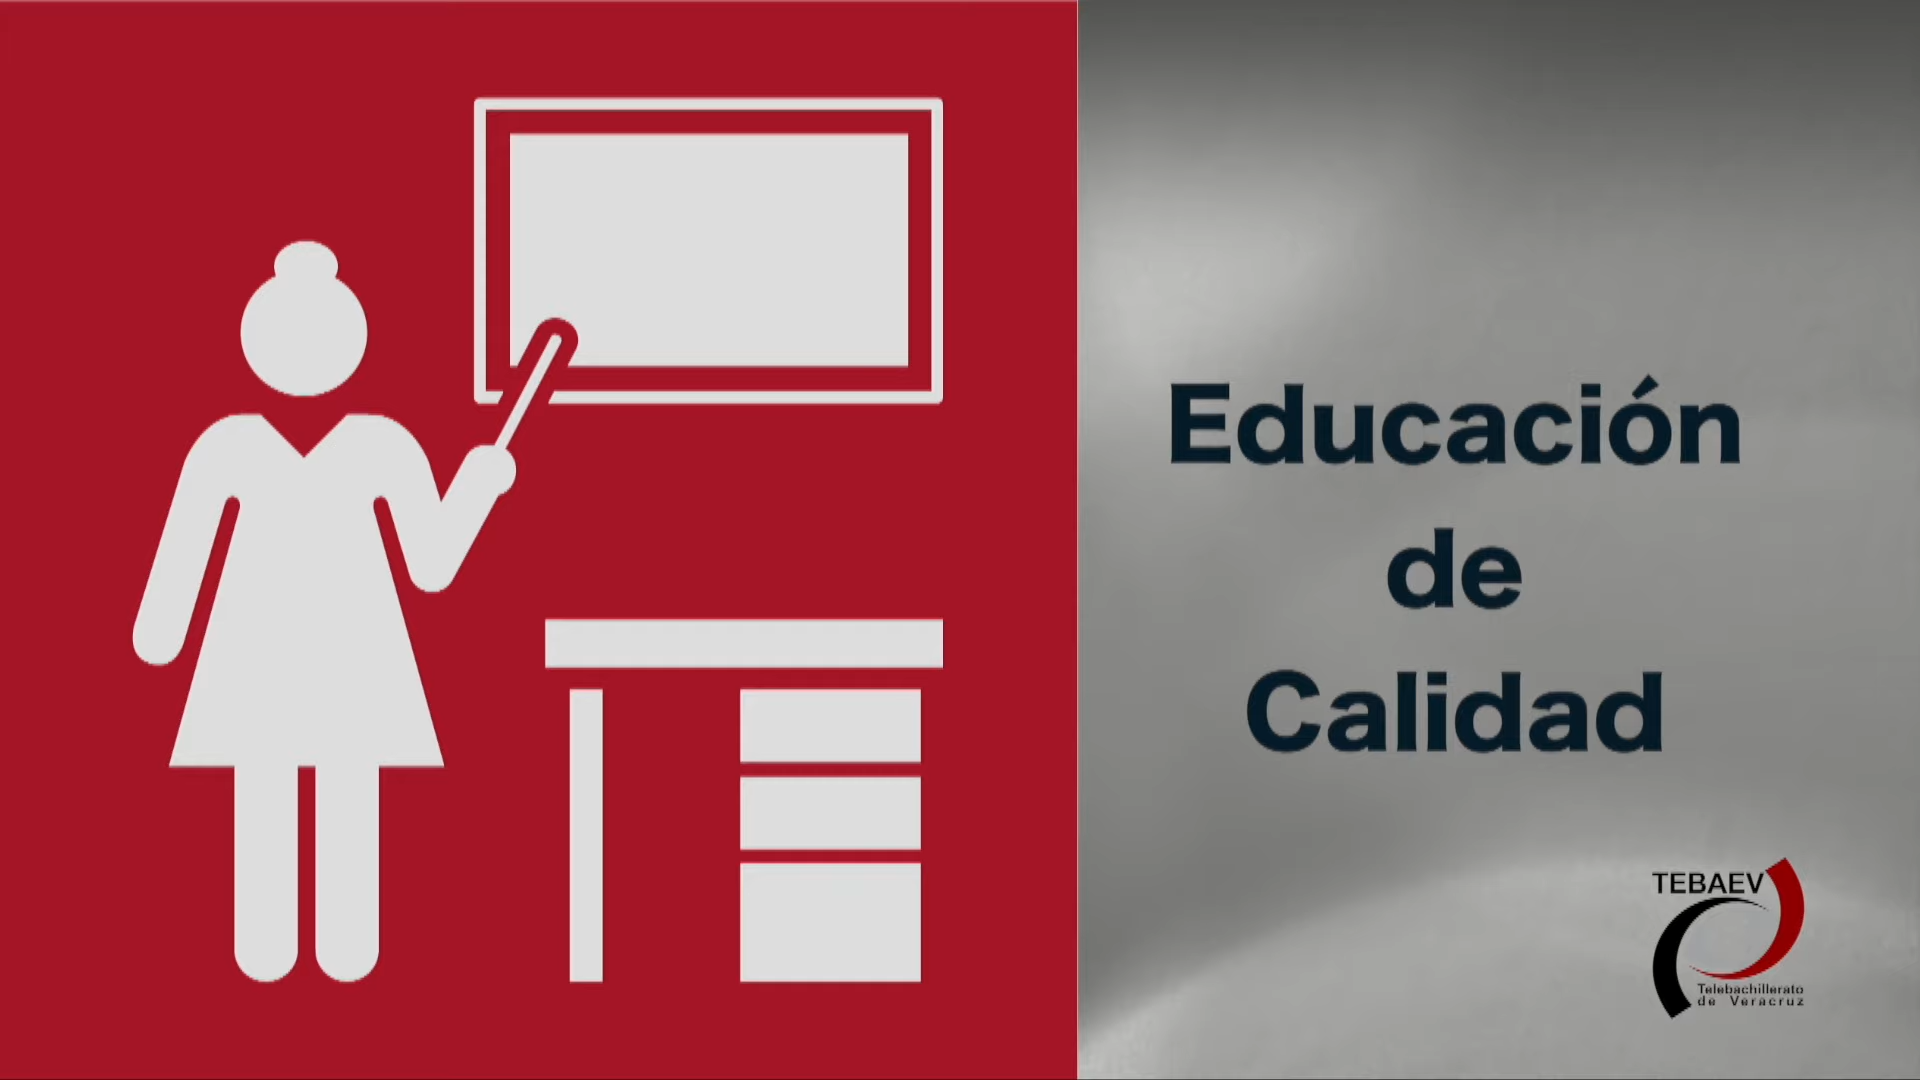 Educación
de
Calidad
TEBAEV
Telebachillerato
de Veracruz